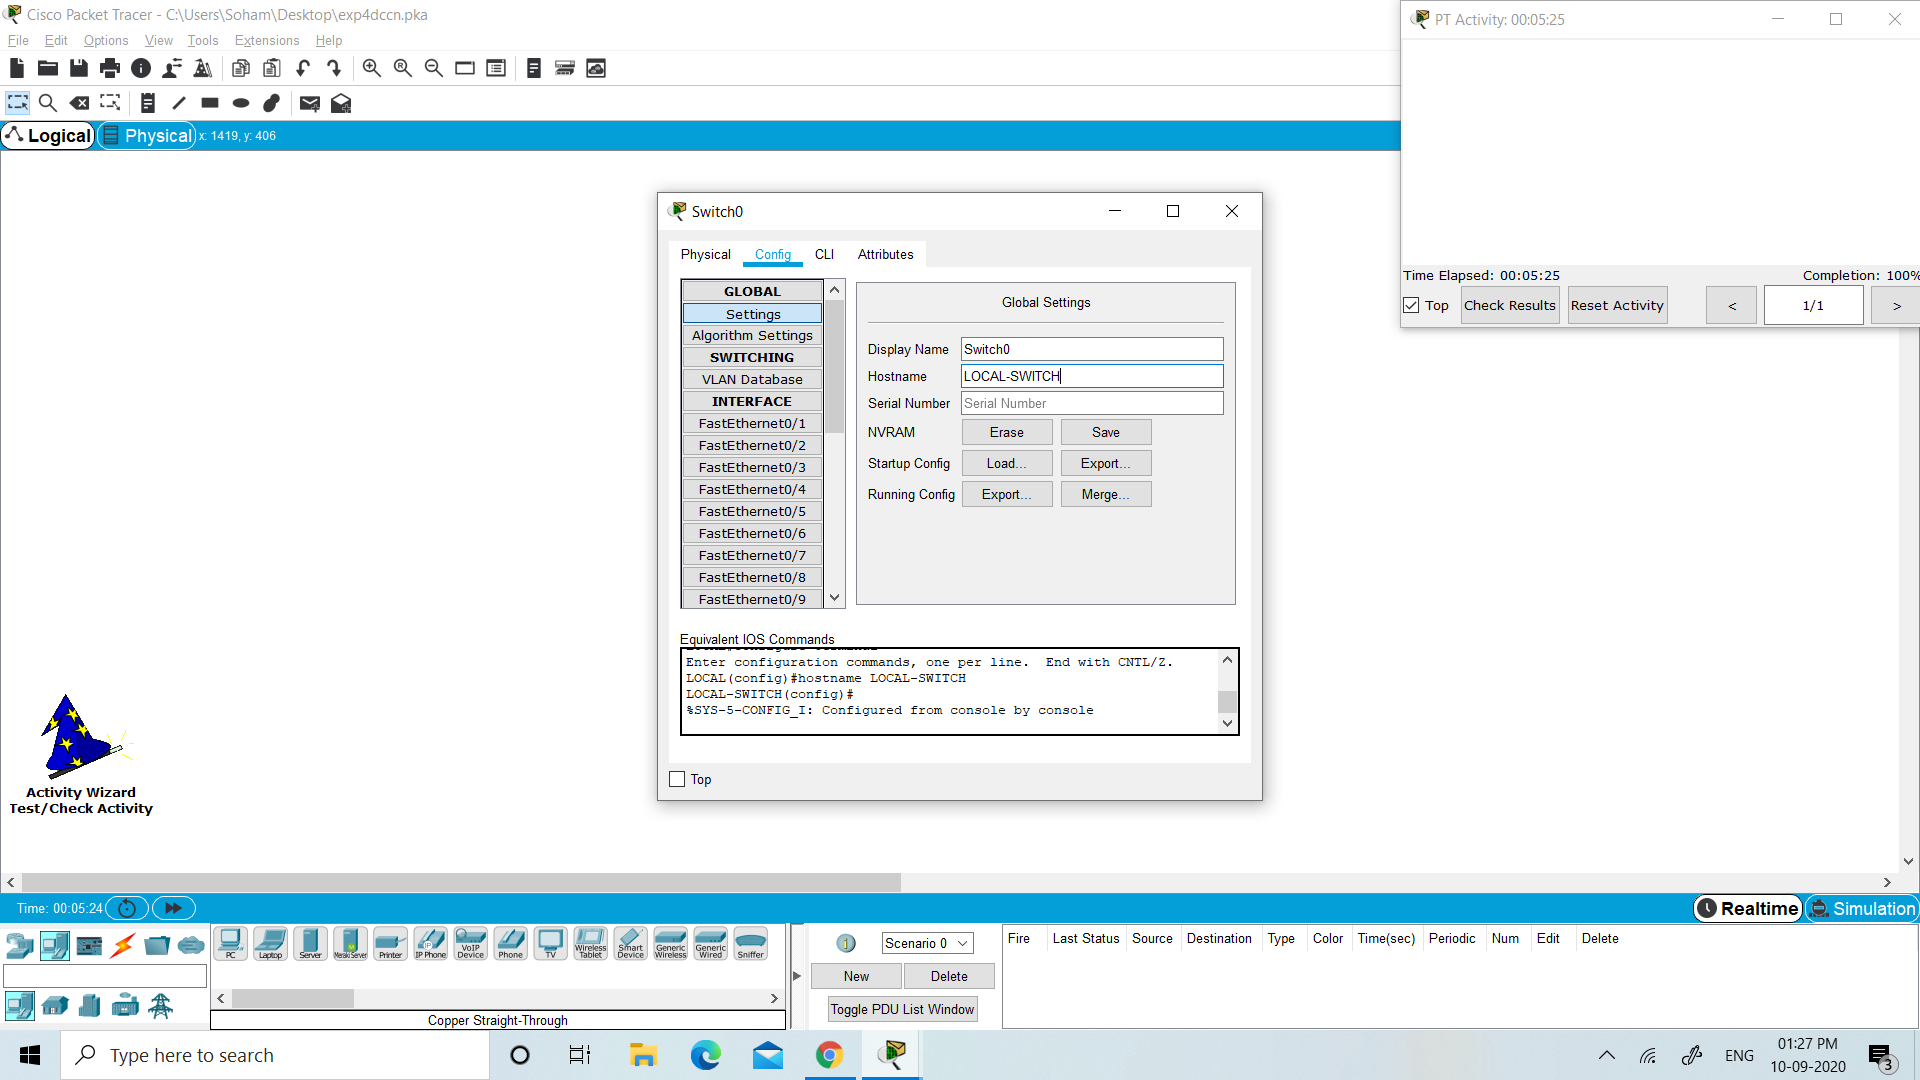 Cisco Packet Tracer - C:\Users\Soham\Desktop\exp4dccn.pka
File Edit Options View Tools Extensions Help
Logical Physical x: 1419, y: 406
PT Activity: 00:05:25
Time Elapsed: 00:05:25 Completion: 100%
Top Check Results Reset Activity < 1/1 >
Switch0
Physical Config CLI Attributes
GLOBAL
Settings
Algorithm Settings
SWITCHING
VLAN Database
INTERFACE
FastEthernet0/1
FastEthernet0/2
FastEthernet0/3
FastEthernet0/4
FastEthernet0/5
FastEthernet0/6
FastEthernet0/7
FastEthernet0/8
FastEthernet0/9
Global Settings
Display Name Switch0
Hostname LOCAL-SWITCH
Serial Number Serial Number
NVRAM Erase Save
Startup Config Load... Export...
Running Config Export... Merge...
Equivalent IOS Commands
Enter configuration commands, one per line. End with CNTL/Z.
LOCAL(config)#hostname LOCAL-SWITCH
LOCAL-SWITCH(config)#
%SYS-5-CONFIG_I: Configured from console by console
Top
Activity Wizard
Test/Check Activity
Time: 00:05:24
Realtime Simulation
PC Laptop Server Meraki Server Printer IP Phone VoIP Device Phone TV Wireless Tablet Smart Device Generic Wireless Generic Wired Sniffer
Copper Straight-Through
Scenario 0
New Delete
Toggle PDU List Window
Fire Last Status Source Destination Type Color Time(sec) Periodic Num Edit Delete
Type here to search
ENG
01:27 PM
10-09-2020
3